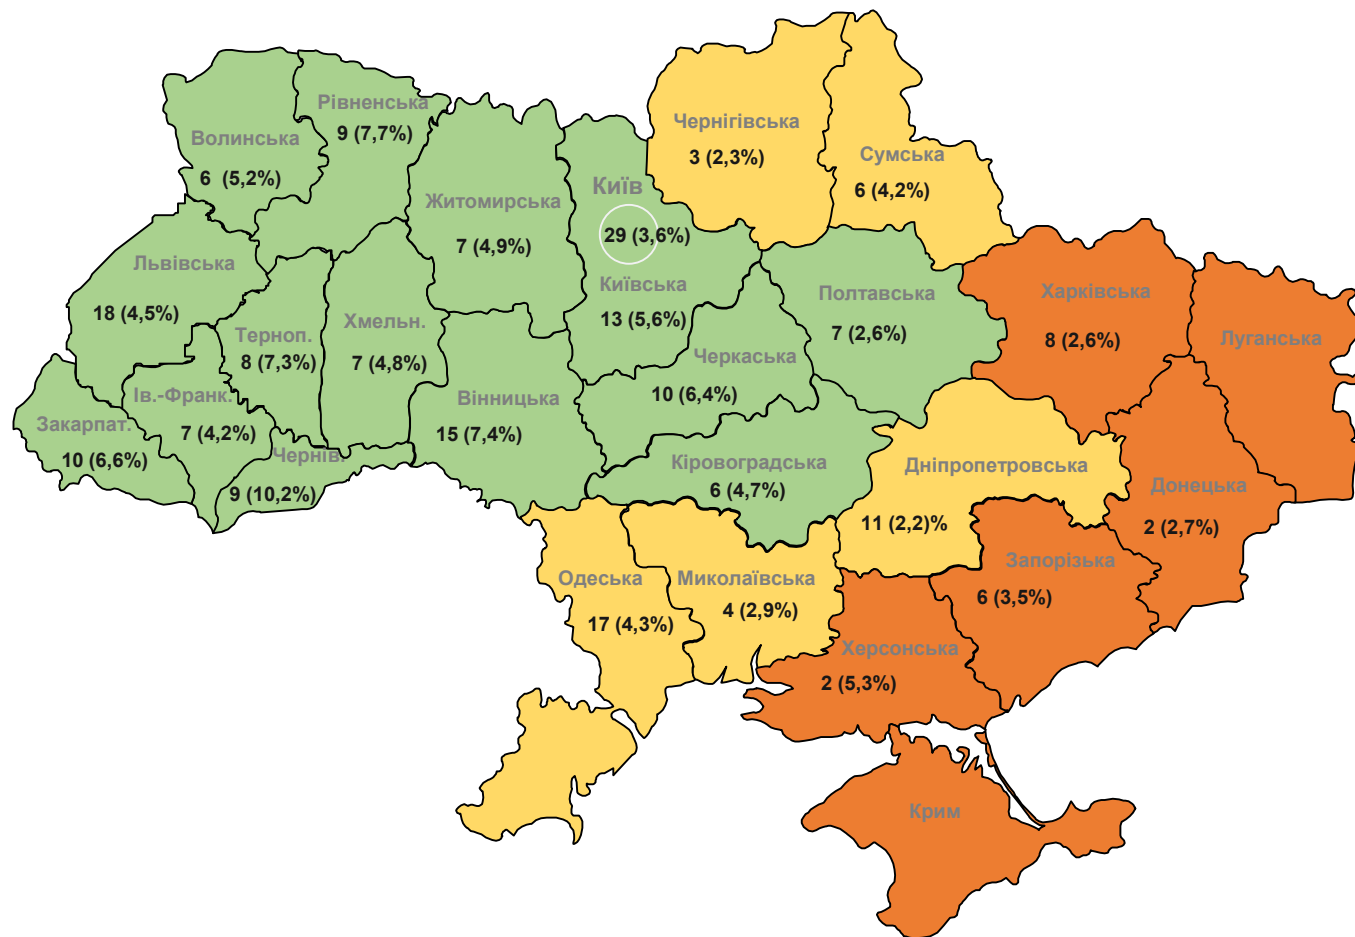 Рівненська
9 (7,7%)
Волинська
6 (5,2%)
Чернігівська
3 (2,3%)
Сумська
6 (4,2%)
Житомирська
7 (4,9%)
Київ
29 (3,6%)
Київська
13 (5,6%)
Львівська
18 (4,5%)
Терноп.
8 (7,3%)
Хмельн.
7 (4,8%)
Полтавська
7 (2,6%)
Харківська
8 (2,6%)
Луганська
Черкаська
10 (6,4%)
Вінницька
15 (7,4%)
Ів.-Франк.
7 (4,2%)
Закарпат.
10 (6,6%)
Чернів.
9 (10,2%)
Кіровоградська
6 (4,7%)
Дніпропетровська
11 (2,2)%
Донецька
2 (2,7%)
Запорізька
6 (3,5%)
Одеська
17 (4,3%)
Миколаївська
4 (2,9%)
Херсонська
2 (5,3%)
Крим